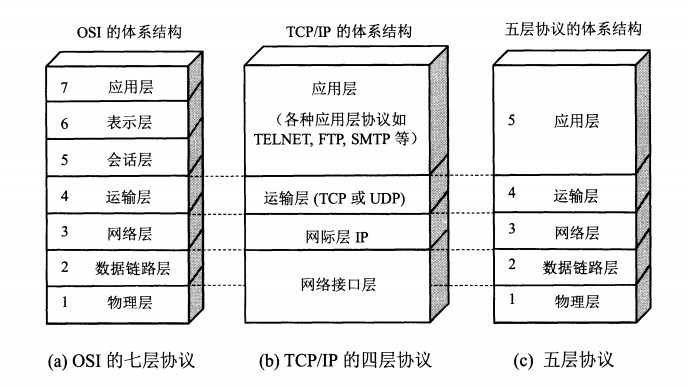 OSI 的体系结构
TCP/IP 的体系结构
五层协议的体系结构
7 应用层
6 表示层
5 会话层
4 运输层
3 网络层
2 数据链路层
1 物理层
应用层
（各种应用层协议如
TELNET, FTP, SMTP 等）
运输层 (TCP 或 UDP)
网际层 IP
网络接口层
5 应用层
4 运输层
3 网络层
2 数据链路层
1 物理层
(a) OSI 的七层协议
(b) TCP/IP 的四层协议
(c) 五层协议